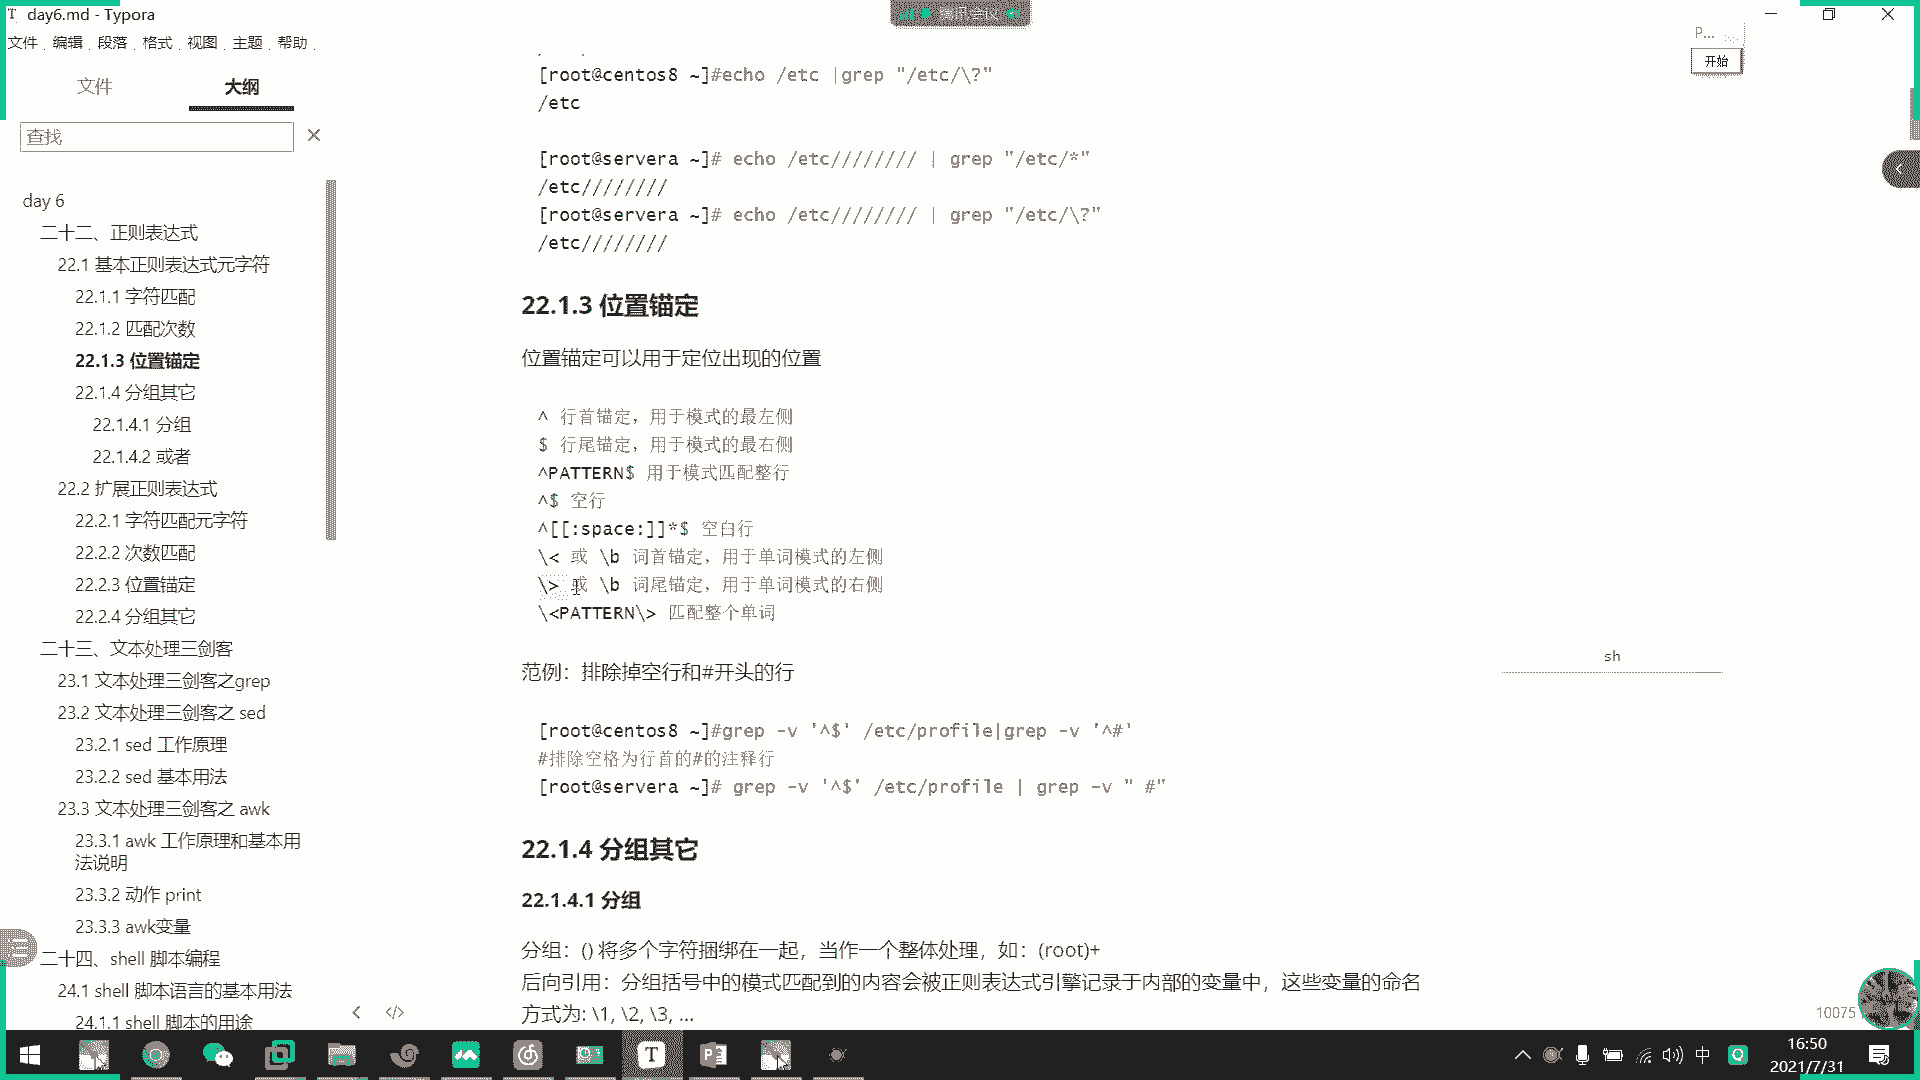 day6.md - Typora
腾讯会议
文件 编辑 段落 格式 视图 主题 帮助
P...
开始
文件 大纲
查找
day 6
二十二、正则表达式
22.1 基本正则表达式元字符
22.1.1 字符匹配
22.1.2 匹配次数
22.1.3 位置锚定
22.1.4 分组其它
22.1.4.1 分组
22.1.4.2 或者
22.2 扩展正则表达式
22.2.1 字符匹配元字符
22.2.2 次数匹配
22.2.3 位置锚定
22.2.4 分组其它
二十三、文本处理三剑客
23.1 文本处理三剑客之grep
23.2 文本处理三剑客之 sed
23.2.1 sed 工作原理
23.2.2 sed 基本用法
23.3 文本处理三剑客之 awk
23.3.1 awk 工作原理和基本用
法说明
23.3.2 动作 print
23.3.3 awk变量
二十四、shell 脚本编程
24.1 shell 脚本语言的基本用法
24.1.1 shell 脚本的用途
[root@centos8 ~]#echo /etc |grep "/etc/\?"
/etc
[root@servera ~]# echo /etc//////// | grep "/etc/*"
/etc////////
[root@servera ~]# echo /etc//////// | grep "/etc/\?"
/etc////////
22.1.3 位置锚定
位置锚定可以用于定位出现的位置
^ 行首锚定，用于模式的最左侧
$ 行尾锚定，用于模式的最右侧
^PATTERN$ 用于模式匹配整行
^$ 空行
^[[:space:]]*$ 空白行
\< 或 \b 词首锚定，用于单词模式的左侧
\> 或 \b 词尾锚定，用于单词模式的右侧
\<PATTERN\> 匹配整个单词
范例：排除掉空行和#开头的行
[root@centos8 ~]#grep -v '^$' /etc/profile|grep -v '^#'
#排除空格为行首的#的注释行
[root@servera ~]# grep -v '^$' /etc/profile | grep -v " #"
22.1.4 分组其它
22.1.4.1 分组
分组：() 将多个字符捆绑在一起，当作一个整体处理，如：(root)+
后向引用：分组括号中的模式匹配到的内容会被正则表达式引擎记录于内部的变量中，这些变量的命名
方式为: \1, \2, \3, ...
sh
10075
中
16:50
2021/7/31